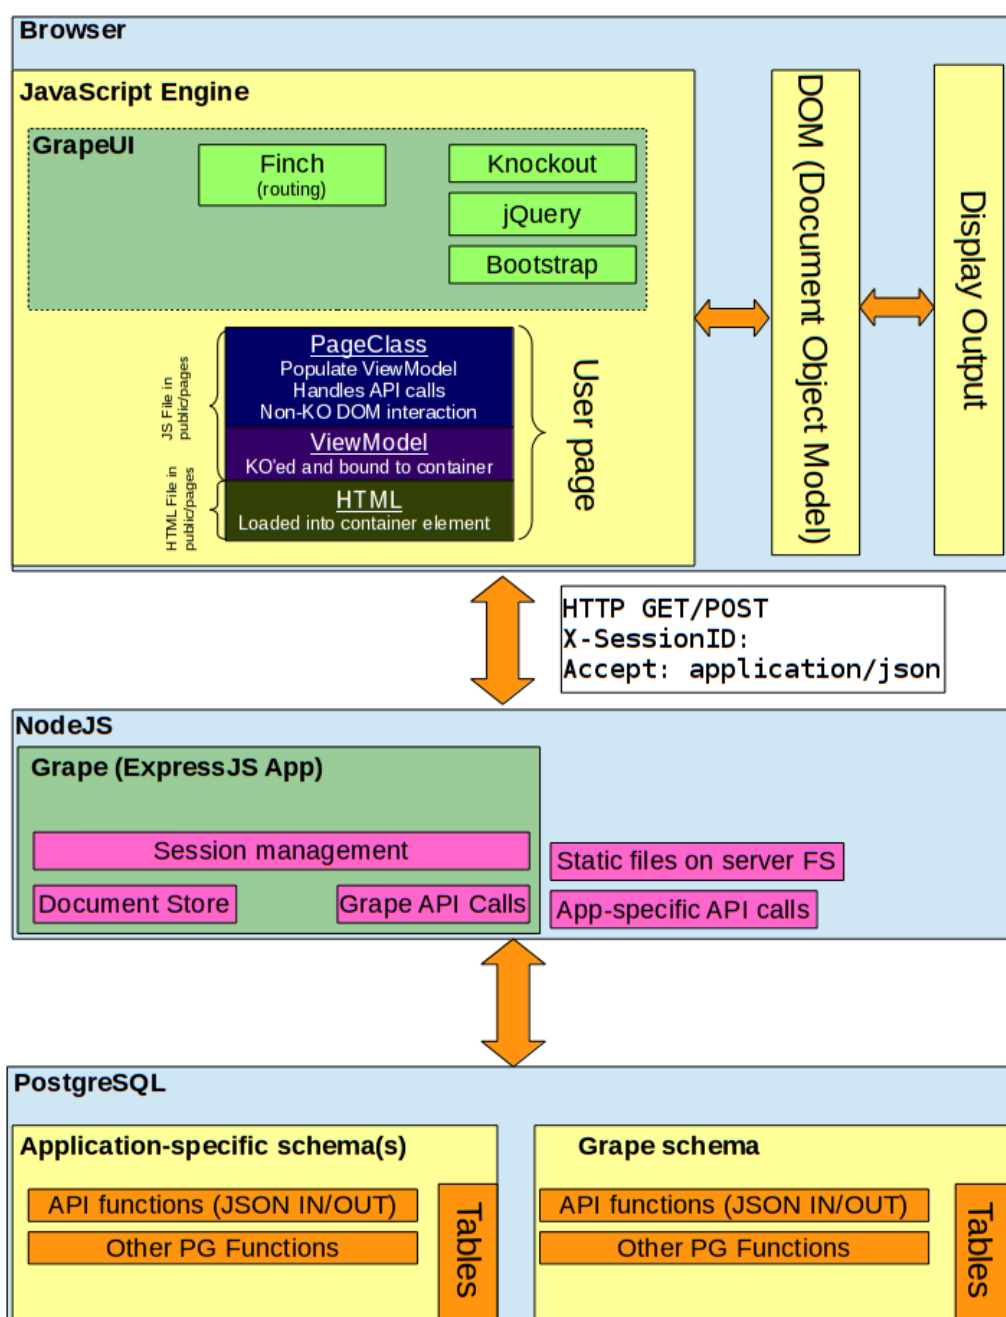 Browser
JavaScript Engine
GrapeUI
Finch
(routing)
Knockout
jQuery
Bootstrap
PageClass
Populate ViewModel
Handles API calls
Non-KO DOM interaction
ViewModel
KO'ed and bound to container
HTML
Loaded into container element
JS File in
public/pages
HTML File in
public/pages
User page
DOM (Document Object Model)
Display Output
HTTP GET/POST
X-SessionID:
Accept: application/json
NodeJS
Grape (ExpressJS App)
Session management
Document Store
Grape API Calls
Static files on server FS
App-specific API calls
PostgreSQL
Application-specific schema(s)
API functions (JSON IN/OUT)
Other PG Functions
Tables
Grape schema
API functions (JSON IN/OUT)
Other PG Functions
Tables